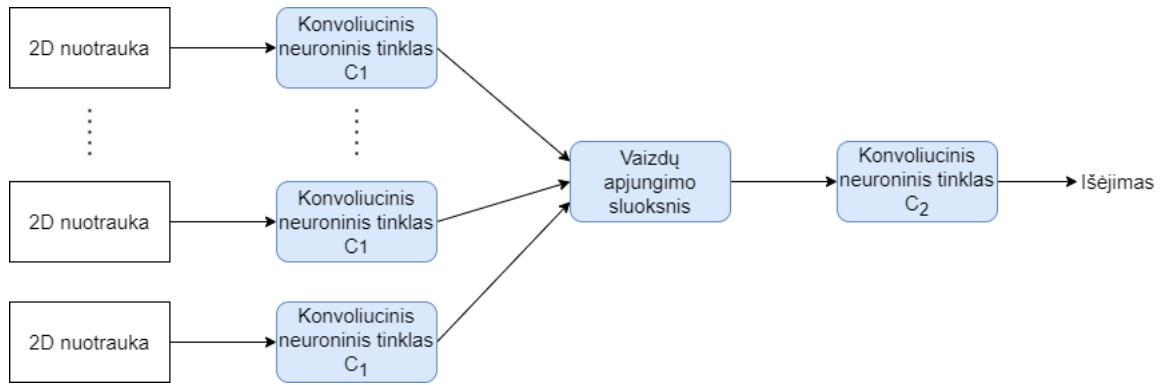 2D nuotrauka
Konvoliucinis
neuroninis tinklas
C1
2D nuotrauka
Konvoliucinis
neuroninis tinklas
C1
2D nuotrauka
Konvoliucinis
neuroninis tinklas
C₁
Vaizdų
apjungimo
sluoksnis
Konvoliucinis
neuroninis tinklas
C₂
Išėjimas